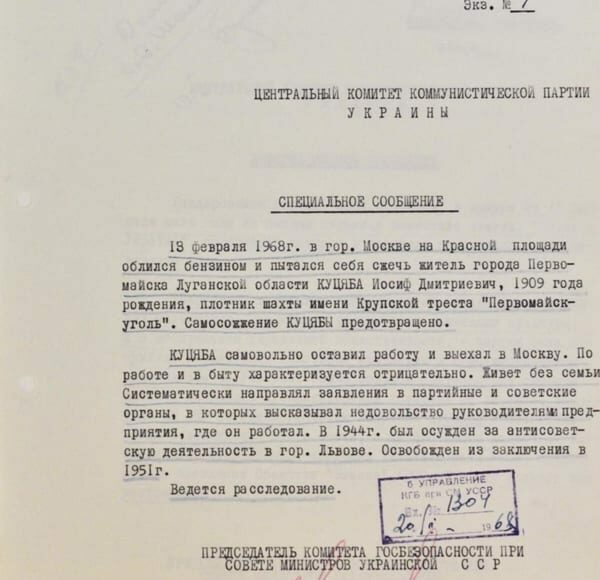 Экз. № 1
ЦЕНТРАЛЬНЫЙ КОМИТЕТ КОММУНИСТИЧЕСКОЙ ПАРТИИ
У К Р А И Н Ы
СПЕЦИАЛЬНОЕ СООБЩЕНИЕ
13 февраля 1968г. в гор. Москве на Красной площади
облился бензином и пытался себя сжечь житель города Перво-
майска Луганской области КУЦЯБА Иосиф Дмитриевич, 1909 года
рождения, плотник шахты имени Крупской треста "Первомайск-
уголь". Самосожжение КУЦЯБЫ предотвращено.
КУЦЯБА самовольно оставил работу и выехал в Москву. По
работе и в быту характеризуется отрицательно. Живет без семьи
Систематически направлял заявления в партийные и советские
органы, в которых высказывал недовольство руководителями пред-
приятия, где он работал. В 1944г. был осужден за антисовет-
скую деятельность в гор. Львове. Освобожден из заключения в
1951г.
Ведется расследование.
6 УПРАВЛЕНИЕ
КГБ при СМ УССР
Вх. № 1304
1968
ПРЕДСЕДАТЕЛЬ КОМИТЕТА ГОСБЕЗОПАСНОСТИ ПРИ
СОВЕТЕ МИНИСТРОВ УКРАИНСКОЙ С С Р